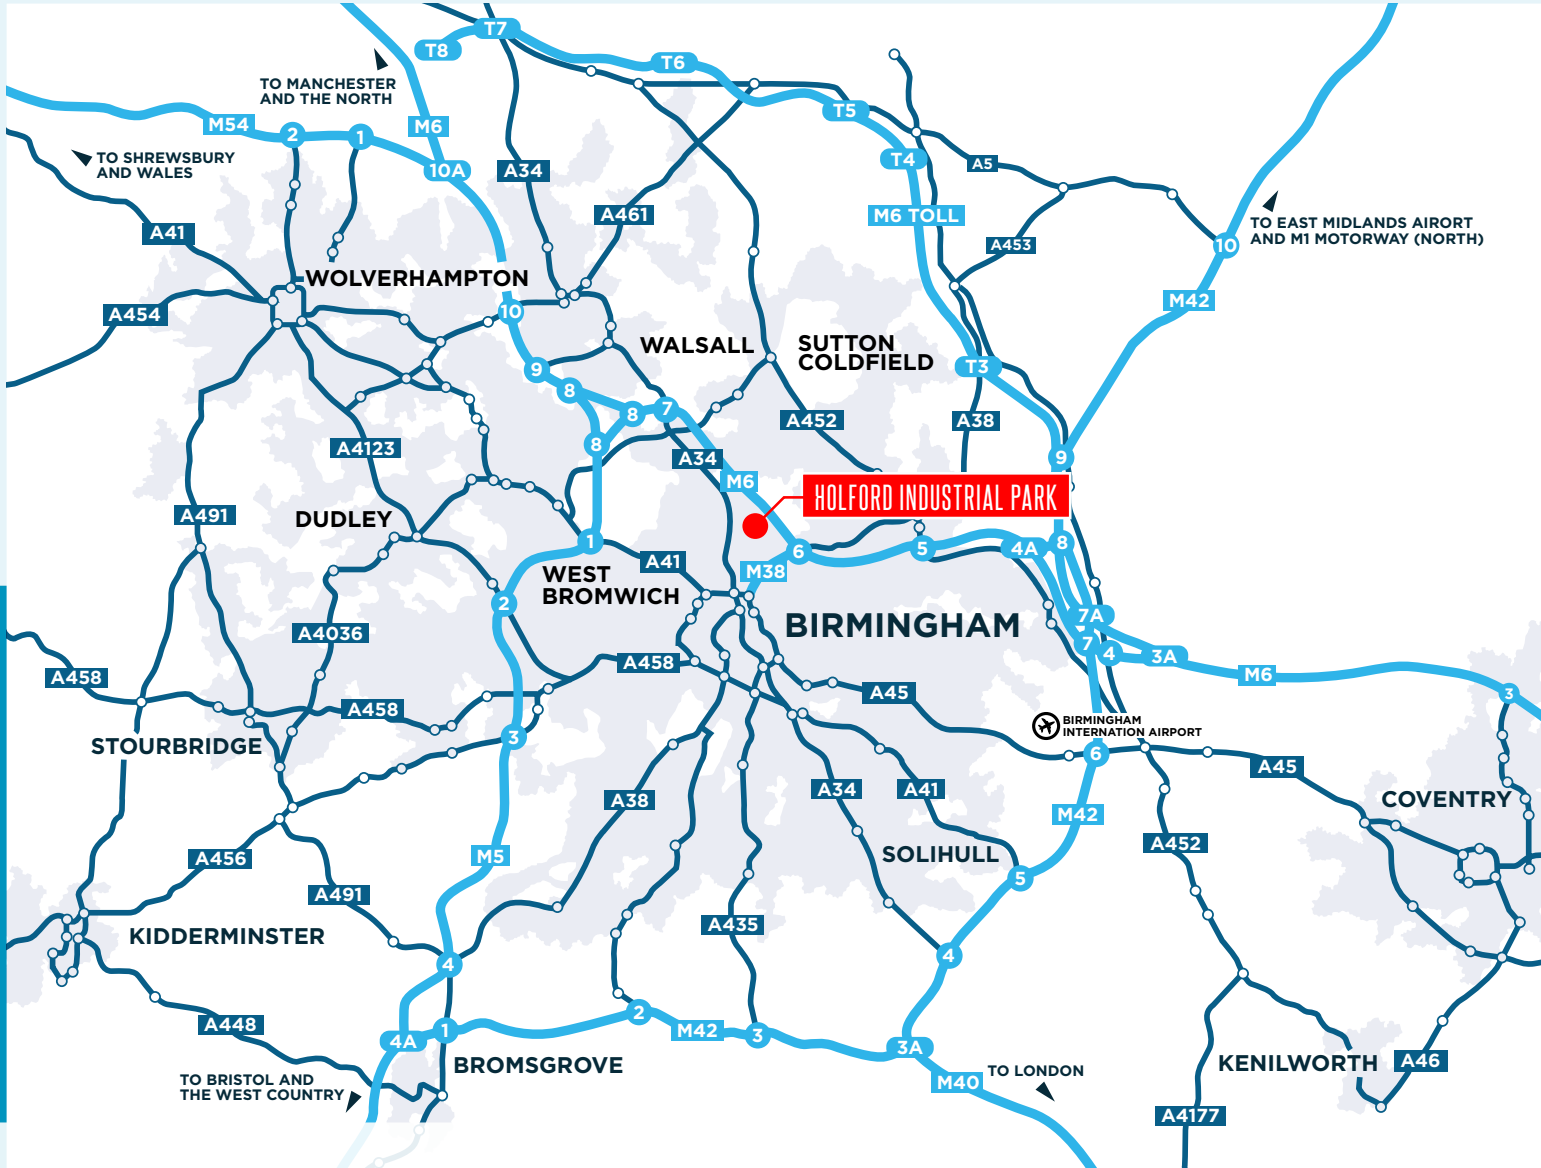 T7
T8
T6
TO MANCHESTER
AND THE NORTH
T5
M54
2
1
M6
10A
T4
A5
TO SHREWSBURY
AND WALES
A34
A461
M6 TOLL
A41
A453
TO EAST MIDLANDS AIRORT
AND M1 MOTORWAY (NORTH)
10
WOLVERHAMPTON
M42
A454
10
WALSALL
SUTTON
COLDFIELD
9
T3
8
8
7
A452
A38
A4123
8
A34
9
M6
HOLFORD INDUSTRIAL PARK
A491
DUDLEY
1
6
5
4A
8
A41
M38
WEST
BROMWICH
2
7A
BIRMINGHAM
A4036
7
4
3A
A458
A458
M6
A45
3
A458
3
BIRMINGHAM
INTERNATION AIRPORT
STOURBRIDGE
6
A45
A38
A34
A41
COVENTRY
M42
A452
M5
SOLIHULL
A456
5
A491
A435
KIDDERMINSTER
4
4
A448
1
2
M42
3
4A
3A
BROMSGROVE
TO LONDON
KENILWORTH
A46
TO BRISTOL AND
THE WEST COUNTRY
M40
A4177